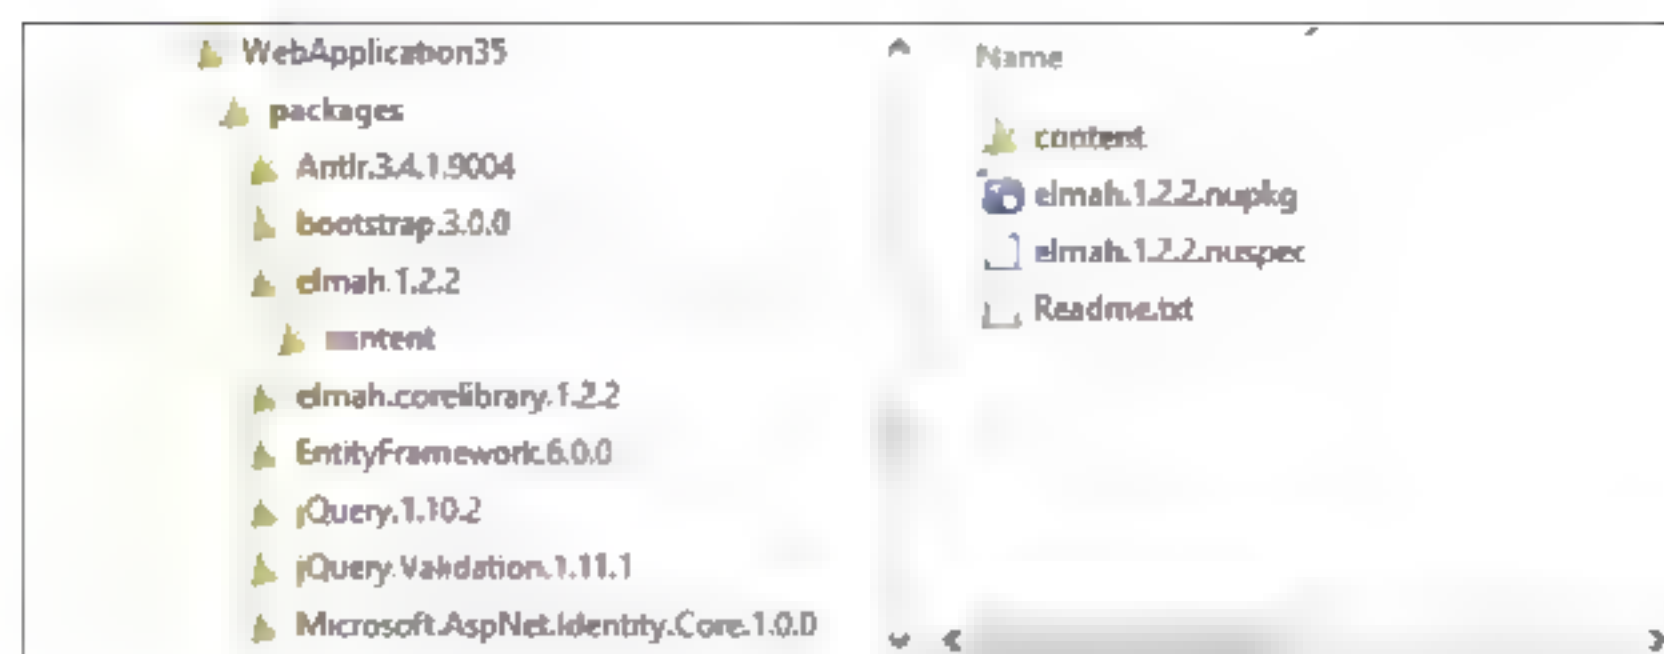 WebApplication35
packages
Antlr.3.4.1.9004
bootstrap.3.0.0
elmah.1.2.2
content
elmah.corelibrary.1.2.2
EntityFramework.6.0.0
jQuery.1.10.2
jQuery.Validation.1.11.1
Microsoft.AspNet.Identity.Core.1.0.0
Name
content
elmah.1.2.2.nupkg
elmah.1.2.2.nuspec
Readme.txt